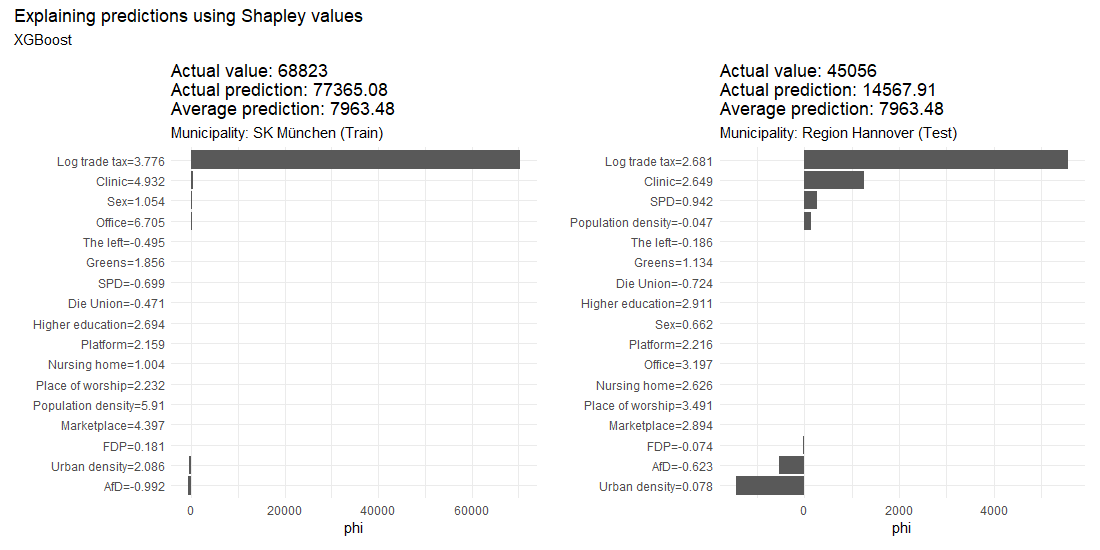 Explaining predictions using Shapley values
XGBoost
Actual value: 68823
Actual prediction: 77365.08
Average prediction: 7963.48
Municipality: SK München (Train)
Log trade tax=3.776
Clinic=4.932
Sex=1.054
Office=6.705
The left=-0.495
Greens=1.856
SPD=-0.699
Die Union=-0.471
Higher education=2.694
Platform=2.159
Nursing home=1.004
Place of worship=2.232
Population density=5.91
Marketplace=4.397
FDP=0.181
Urban density=2.086
AfD=-0.992
0 20000 40000 60000
phi
Actual value: 45056
Actual prediction: 14567.91
Average prediction: 7963.48
Municipality: Region Hannover (Test)
Log trade tax=2.681
Clinic=2.649
SPD=0.942
Population density=-0.047
The left=-0.186
Greens=1.134
Die Union=-0.724
Higher education=2.911
Sex=0.662
Platform=2.216
Office=3.197
Nursing home=2.626
Place of worship=3.491
Marketplace=2.894
FDP=-0.074
AfD=-0.623
Urban density=0.078
0 2000 4000
phi